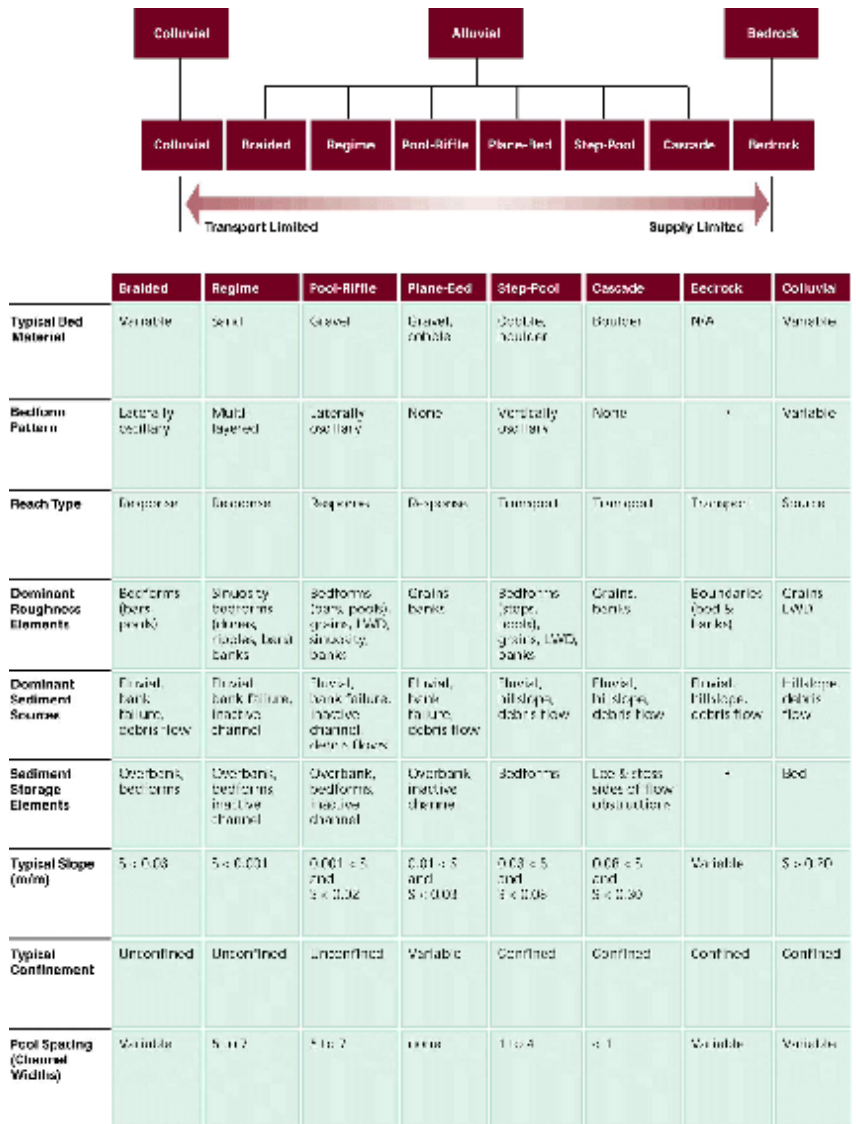 Colluvial Alluvial Bedrock
Colluvial Braided Regime Pool-Riffle Plane-Bed Step-Pool Cascade Bedrock
Transport Limited Supply Limited
Braided Regime Pool-Riffle Plane-Bed Step-Pool Cascade Bedrock Colluvial
Typical Bed Variable Sand Gravel Gravel, Cobble, Boulder N/A Variable
Material cobble boulder
Bedform Laterally Multi Laterally None Vertically None Variable
Pattern oscillary layered oscillary oscillary
Reach Type Response Response Response Response Transport Transport Transport Source
Dominant Bedforms Sinuosity Bedforms Grains Bedforms Grains, Boundaries Grains
Roughness (bars, bedforms (bars, pools), banks (steps, banks (bed & LWD
Elements pools) (dunes, grains, LWD, pools), banks)
ripples, bars) sinuosity, grains, LWD,
banks banks banks
Dominant Fluvial, Fluvial Fluvial, Fluvial, Fluvial, Fluvial, Fluvial, Hillslope,
Sediment bank bank failure, bank failure, bank hillslope, hillslope, hillslope, debris
Sources failure, inactive inactive failure, debris flow debris flow debris flow flow
debris flow channel channel debris flow
debris flows
Sediment Overbank, Overbank, Overbank, Overbank Bedforms Lee & stoss - Bed
Storage bedforms bedforms, bedforms, inactive sides of flow
Elements inactive inactive channel obstructions
channel channel
Typical Slope S < 0.03 S < 0.001 0.001 < S 0.01 < S 0.03 < S 0.08 < S Variable S > 0.20
(m/m) and and and and
S < 0.02 S < 0.03 S < 0.08 S < 0.30
Typical Unconfined Unconfined Unconfined Variable Confined Confined Confined Confined
Confinement
Pool Spacing Variable 5 to 7 5 to 7 none 1 to 4 < 1 Variable Variable
(Channel
Widths)